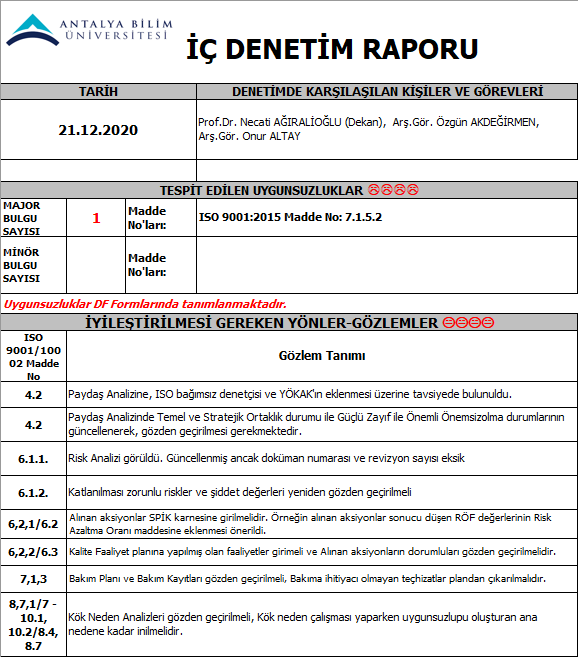 ANTALYA BİLİM
ÜNİVERSİTESİ
İÇ DENETİM RAPORU
TARİH
DENETİMDE KARŞILAŞILAN KİŞİLER VE GÖREVLERİ
21.12.2020
Prof.Dr. Necati AĞIRALİOĞLU (Dekan), Arş.Gör. Özgün AKDEĞİRMEN,
Arş.Gör. Onur ALTAY
TESPİT EDİLEN UYGUNSUZLUKLAR ☹☹☹☹
MAJOR
BULGU
SAYISI
1
Madde
No'ları:
ISO 9001:2015 Madde No: 7.1.5.2
MİNÖR
BULGU
SAYISI
Madde
No'ları:
Uygunsuzluklar DF Formlarında tanımlanmaktadır.
İYİLEŞTİRİLMESİ GEREKEN YÖNLER-GÖZLEMLER 😐😐😐😐
ISO
9001/100
02 Madde
No
Gözlem Tanımı
4.2
Paydaş Analizine, ISO bağımsız denetçisi ve YÖKAK'ın eklenmesi üzerine tavsiyede bulunuldu.
4.2
Paydaş Analizinde Temel ve Stratejik Ortaklık durumu ile Güçlü Zayıf ile Önemli Önemsizolma durumlarının
güncellenerek, gözden geçirilmesi gerekmektedir.
6.1.1.
Risk Analizi görüldü. Güncellenmiş ancak doküman numarası ve revizyon sayısı eksik
6.1.2.
Katlanılması zorunlu riskler ve şiddet değerleri yeniden gözden geçirilmeli
6,2,1/6.2
Alınan aksiyonlar SPİK karnesine girilmelidir. Örneğin alınan aksiyonlar sonucu düşen RÖF değerlerinin Risk
Azaltma Oranı maddesine eklenmesi önerildi.
6,2,2/6.3
Kalite Faaliyet planına yapılmış olan faaliyetler girimeli ve Alınan aksiyonların dorumluları gözden geçirilmelidir.
7,1,3
Bakım Planı ve Bakım Kayıtları gözden geçirilmeli, Bakıma ihitiyacı olmayan teçhizatlar plandan çıkarılmalıdır.
8,7,1/7 -
10.1,
10.2/8.4,
8.7
Kök Neden Analizleri gözden geçirilmeli, Kök neden çalışması yaparken uygunsuzlupu oluşturan ana
nedene kadar inilmelidir.